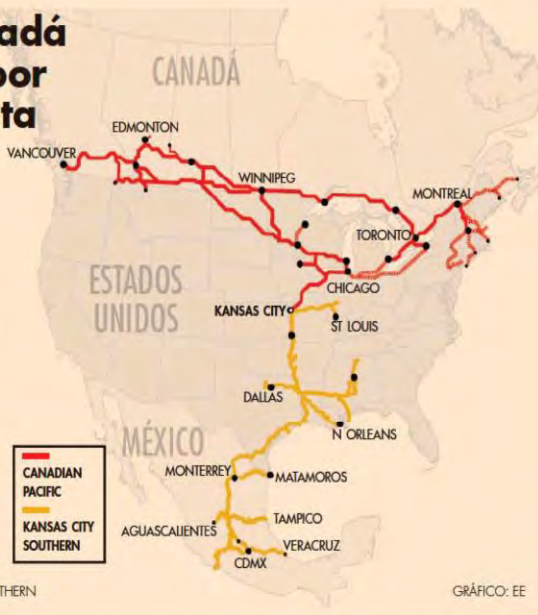 adá
por
ta
CANADÁ
EDMONTON
VANCOUVER
WINNIPEG
MONTREAL
TORONTO
CHICAGO
ESTADOS
UNIDOS
KANSAS CITY
ST LOUIS
DALLAS
N ORLEANS
MÉXICO
MONTERREY
MATAMOROS
CANADIAN
PACIFIC
KANSAS CITY
SOUTHERN
AGUASCALIENTES
TAMPICO
VERACRUZ
CDMX
THERN
GRÁFICO: EE